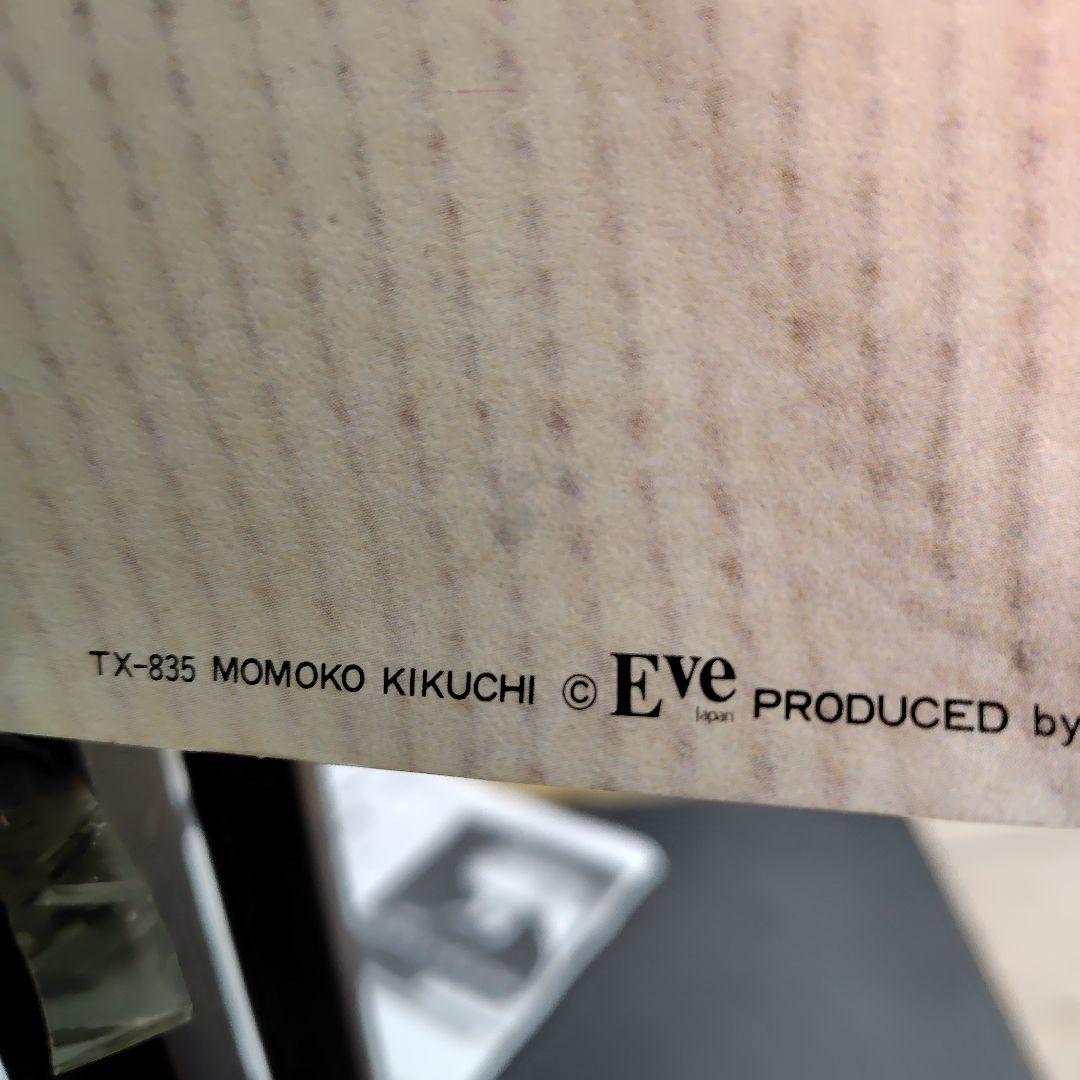 TX-835 MOMOKO KIKUCHI © Eve Japan PRODUCED by